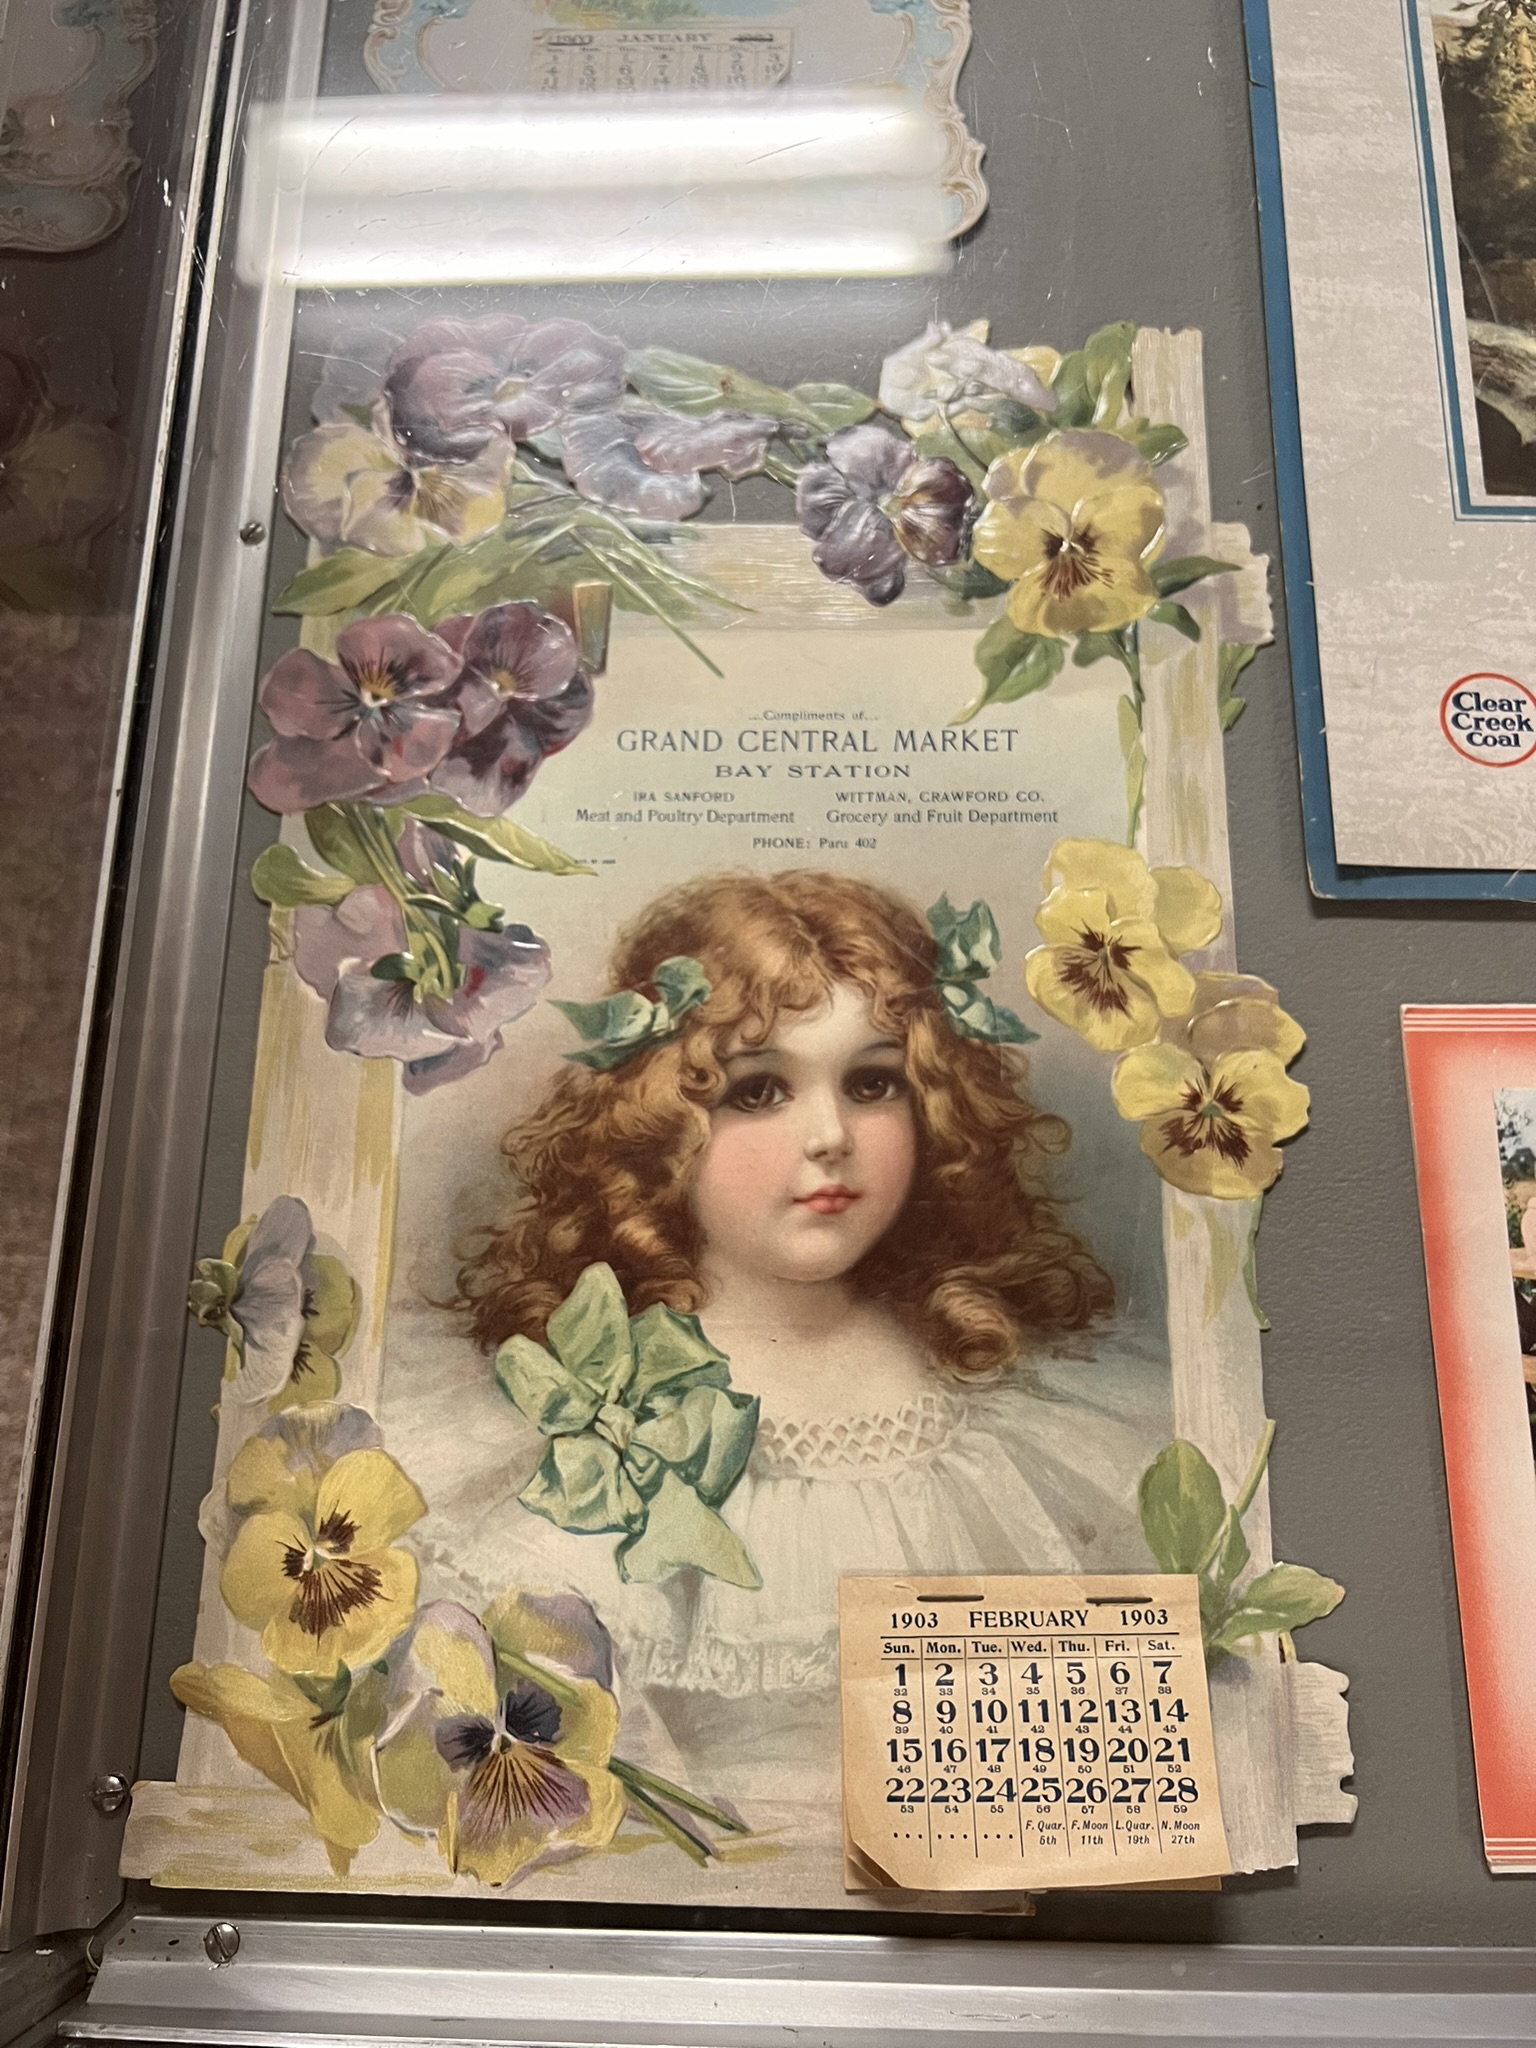 1903 JANUARY
...Compliments of...
GRAND CENTRAL MARKET
BAY STATION
IRA SANFORD WITTMAN, CRAWFORD CO.
Meat and Poultry Department Grocery and Fruit Department
PHONE: Paru 402
Clear
Creek
Coal
1903 FEBRUARY 1903
Sun. Mon. Tue. Wed. Thu. Fri. Sat.
1 2 3 4 5 6 7
32 33 34 35 36 37 38
8 9 10 11 12 13 14
39 40 41 42 43 44 45
15 16 17 18 19 20 21
46 47 48 49 50 51 52
22 23 24 25 26 27 28
53 54 55 56 57 58 59
... ... ... F. Quar. F. Moon L. Quar. N. Moon
5th 11th 19th 27th